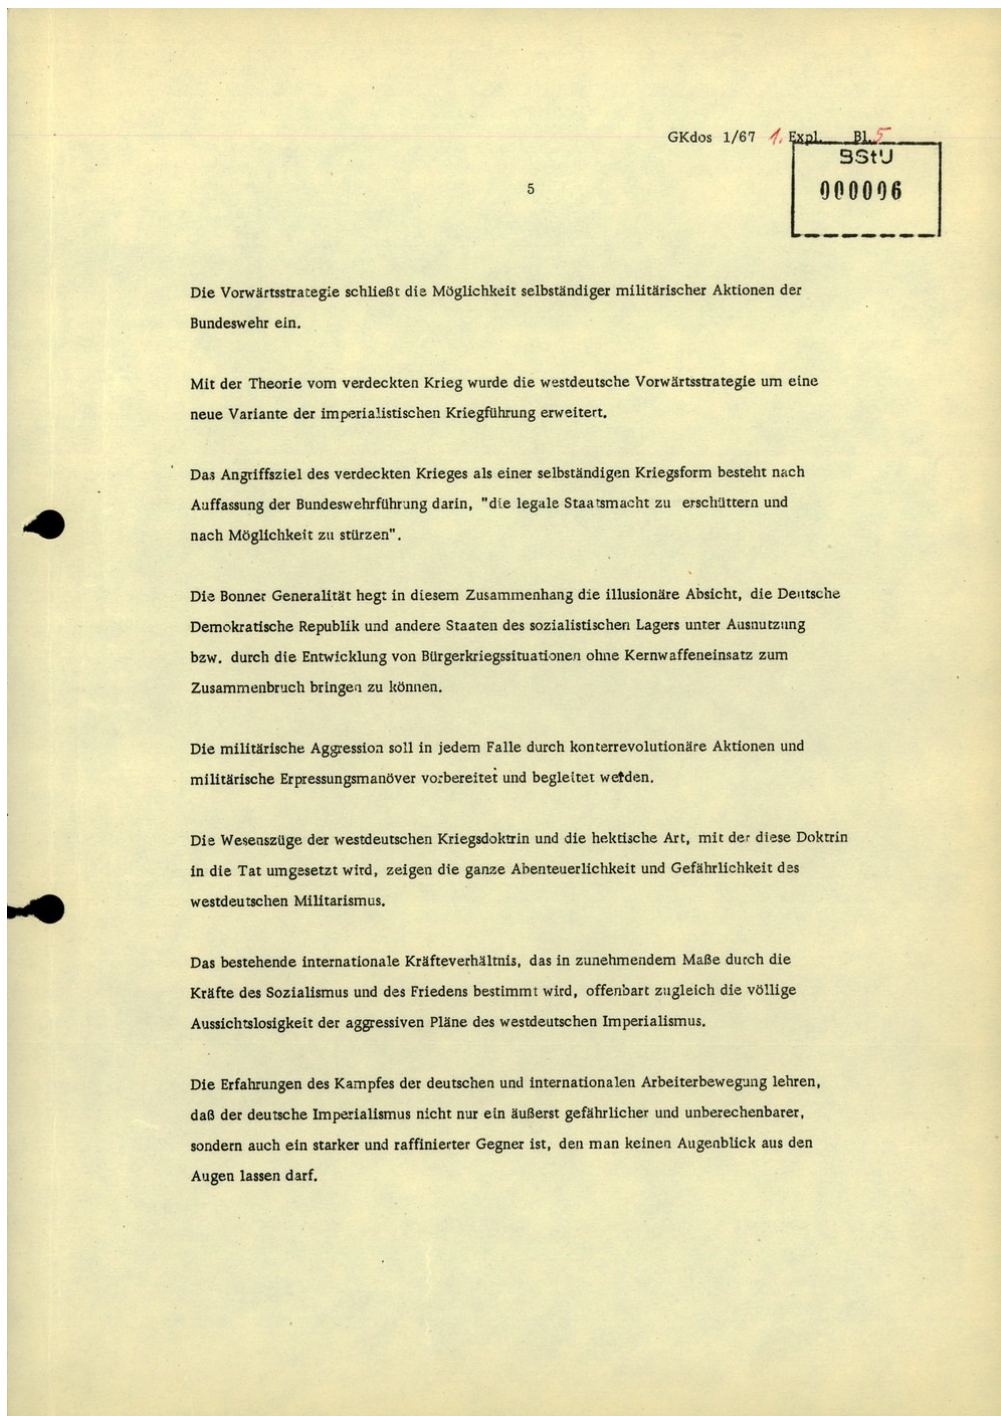 GKdos 1/67 1. Expl. Bl. 5
BStU
000006
5
Die Vorwärtsstrategie schließt die Möglichkeit selbständiger militärischer Aktionen der
Bundeswehr ein.
Mit der Theorie vom verdeckten Krieg wurde die westdeutsche Vorwärtsstrategie um eine
neue Variante der imperialistischen Kriegführung erweitert.
Das Angriffsziel des verdeckten Krieges als einer selbständigen Kriegsform besteht nach
Auffassung der Bundeswehrführung darin, "die legale Staatsmacht zu erschüttern und
nach Möglichkeit zu stürzen".
Die Bonner Generalität hegt in diesem Zusammenhang die illusionäre Absicht, die Deutsche
Demokratische Republik und andere Staaten des sozialistischen Lagers unter Ausnutzung
bzw. durch die Entwicklung von Bürgerkriegssituationen ohne Kernwaffeneinsatz zum
Zusammenbruch bringen zu können.
Die militärische Aggression soll in jedem Falle durch konterrevolutionäre Aktionen und
militärische Erpressungsmanöver vorbereitet und begleitet werden.
Die Wesenszüge der westdeutschen Kriegsdoktrin und die hektische Art, mit der diese Doktrin
in die Tat umgesetzt wird, zeigen die ganze Abenteuerlichkeit und Gefährlichkeit des
westdeutschen Militarismus.
Das bestehende internationale Kräfteverhältnis, das in zunehmendem Maße durch die
Kräfte des Sozialismus und des Friedens bestimmt wird, offenbart zugleich die völlige
Aussichtslosigkeit der aggressiven Pläne des westdeutschen Imperialismus.
Die Erfahrungen des Kampfes der deutschen und internationalen Arbeiterbewegung lehren,
daß der deutsche Imperialismus nicht nur ein äußerst gefährlicher und unberechenbarer,
sondern auch ein starker und raffinierter Gegner ist, den man keinen Augenblick aus den
Augen lassen darf.